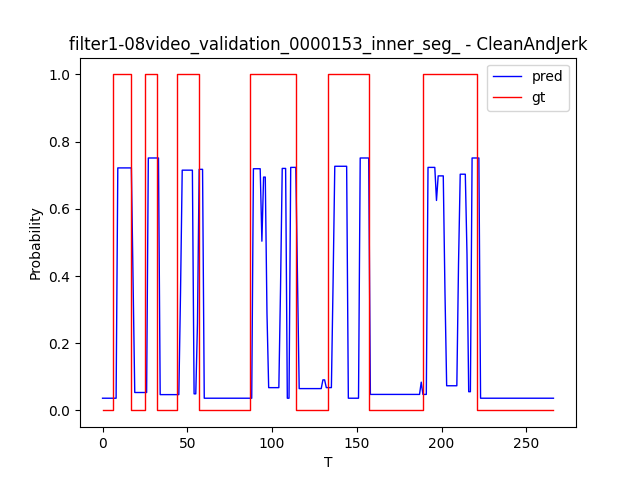 filter1-08video_validation_0000153_inner_seg_ - CleanAndJerk
pred
gt
1.0
0.8
0.6
0.4
0.2
0.0
Probability
0
50
100
150
200
250
T